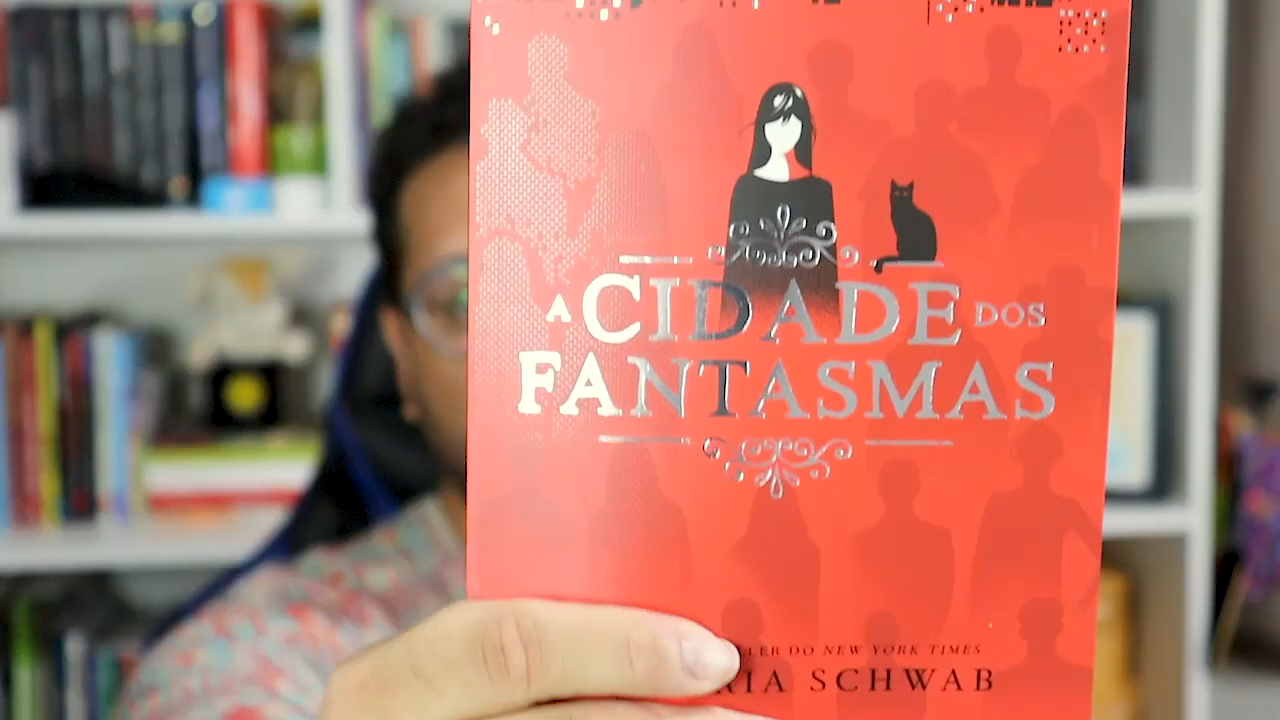 A CIDADE DOS
FANTASMAS
DO NEW YORK TIMES
SCHWAB